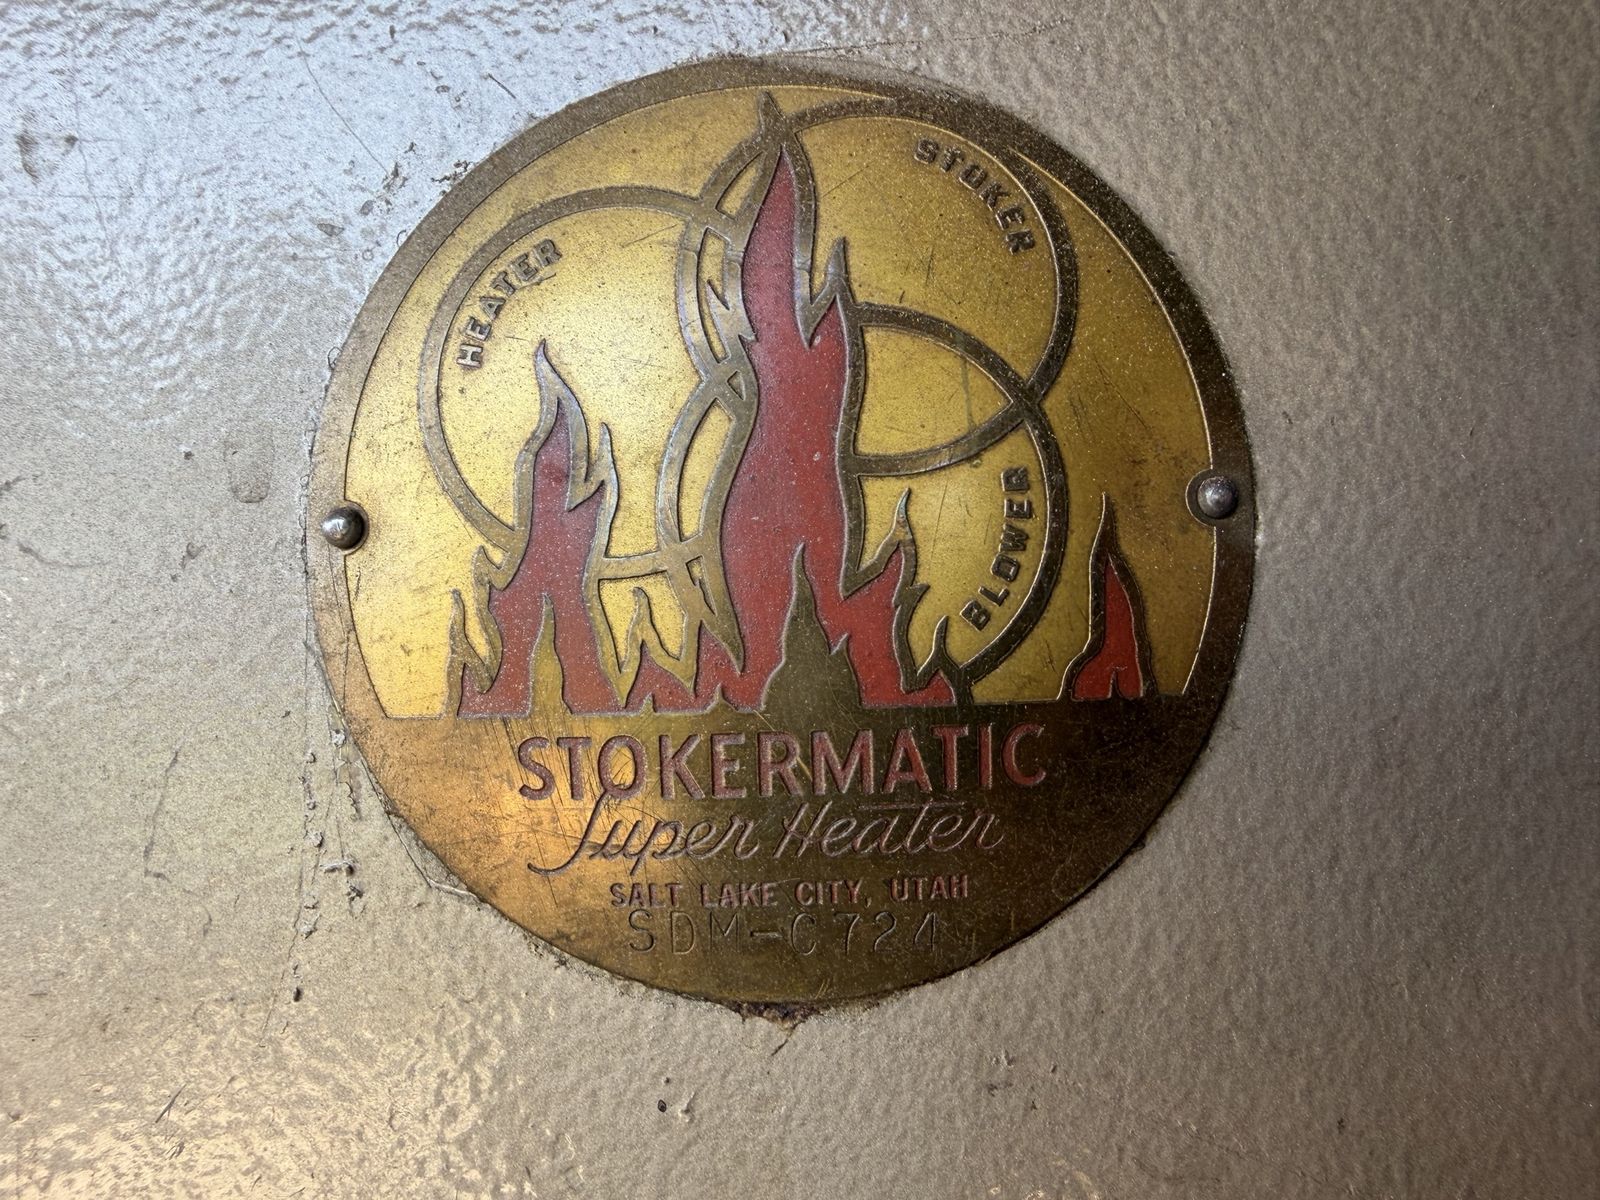 HEATER
STOKER
BLOWER
STOKERMATIC
Super Heater
SALT LAKE CITY, UTAH
SDM-C724